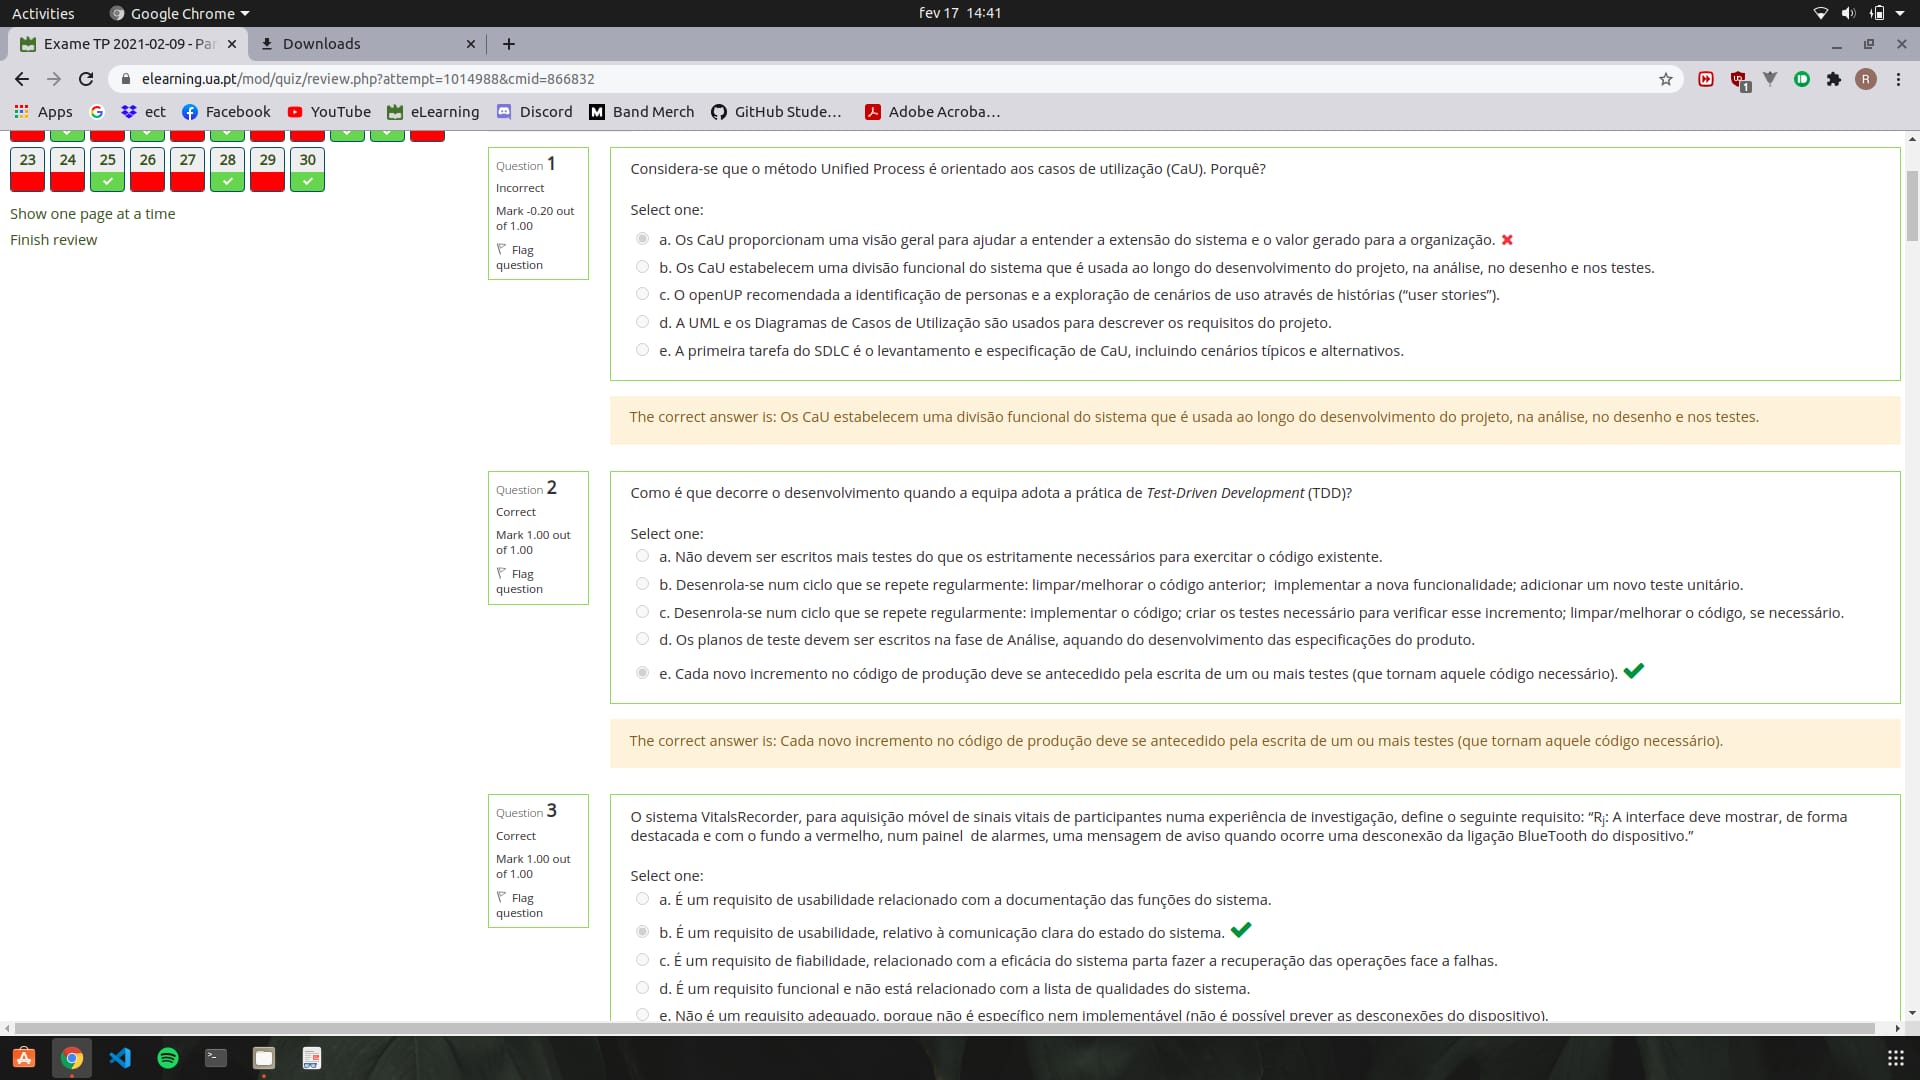 Activities
Google Chrome
fev 17 14:41
Exame TP 2021-02-09 - Par
Downloads
elearning.ua.pt/mod/quiz/review.php?attempt=1014988&cmid=866832
1
R
Apps
ect
Facebook
YouTube
eLearning
Discord
Band Merch
GitHub Stude…
Adobe Acroba…
23 24 25 26 27 28 29 30
Show one page at a time
Finish review
Question 1
Incorrect
Mark -0.20 out
of 1.00
Flag
question
Considera-se que o método Unified Process é orientado aos casos de utilização (CaU). Porquê?
Select one:
a. Os CaU proporcionam uma visão geral para ajudar a entender a extensão do sistema e o valor gerado para a organização.
b. Os CaU estabelecem uma divisão funcional do sistema que é usada ao longo do desenvolvimento do projeto, na análise, no desenho e nos testes.
c. O openUP recomendada a identificação de personas e a exploração de cenários de uso através de histórias (“user stories”).
d. A UML e os Diagramas de Casos de Utilização são usados para descrever os requisitos do projeto.
e. A primeira tarefa do SDLC é o levantamento e especificação de CaU, incluindo cenários típicos e alternativos.
The correct answer is: Os CaU estabelecem uma divisão funcional do sistema que é usada ao longo do desenvolvimento do projeto, na análise, no desenho e nos testes.
Question 2
Correct
Mark 1.00 out
of 1.00
Flag
question
Como é que decorre o desenvolvimento quando a equipa adota a prática de Test-Driven Development (TDD)?
Select one:
a. Não devem ser escritos mais testes do que os estritamente necessários para exercitar o código existente.
b. Desenrola-se num ciclo que se repete regularmente: limpar/melhorar o código anterior; implementar a nova funcionalidade; adicionar um novo teste unitário.
c. Desenrola-se num ciclo que se repete regularmente: implementar o código; criar os testes necessário para verificar esse incremento; limpar/melhorar o código, se necessário.
d. Os planos de teste devem ser escritos na fase de Análise, aquando do desenvolvimento das especificações do produto.
e. Cada novo incremento no código de produção deve se antecedido pela escrita de um ou mais testes (que tornam aquele código necessário).
The correct answer is: Cada novo incremento no código de produção deve se antecedido pela escrita de um ou mais testes (que tornam aquele código necessário).
Question 3
Correct
Mark 1.00 out
of 1.00
Flag
question
O sistema VitalsRecorder, para aquisição móvel de sinais vitais de participantes numa experiência de investigação, define o seguinte requisito: “Rj: A interface deve mostrar, de forma
destacada e com o fundo a vermelho, num painel de alarmes, uma mensagem de aviso quando ocorre uma desconexão da ligação BlueTooth do dispositivo.”
Select one:
a. É um requisito de usabilidade relacionado com a documentação das funções do sistema.
b. É um requisito de usabilidade, relativo à comunicação clara do estado do sistema.
c. É um requisito de fiabilidade, relacionado com a eficácia do sistema parta fazer a recuperação das operações face a falhas.
d. É um requisito funcional e não está relacionado com a lista de qualidades do sistema.
e. Não é um requisito adequado, porque não é específico nem implementável (não é possível prever as desconexões do dispositivo).